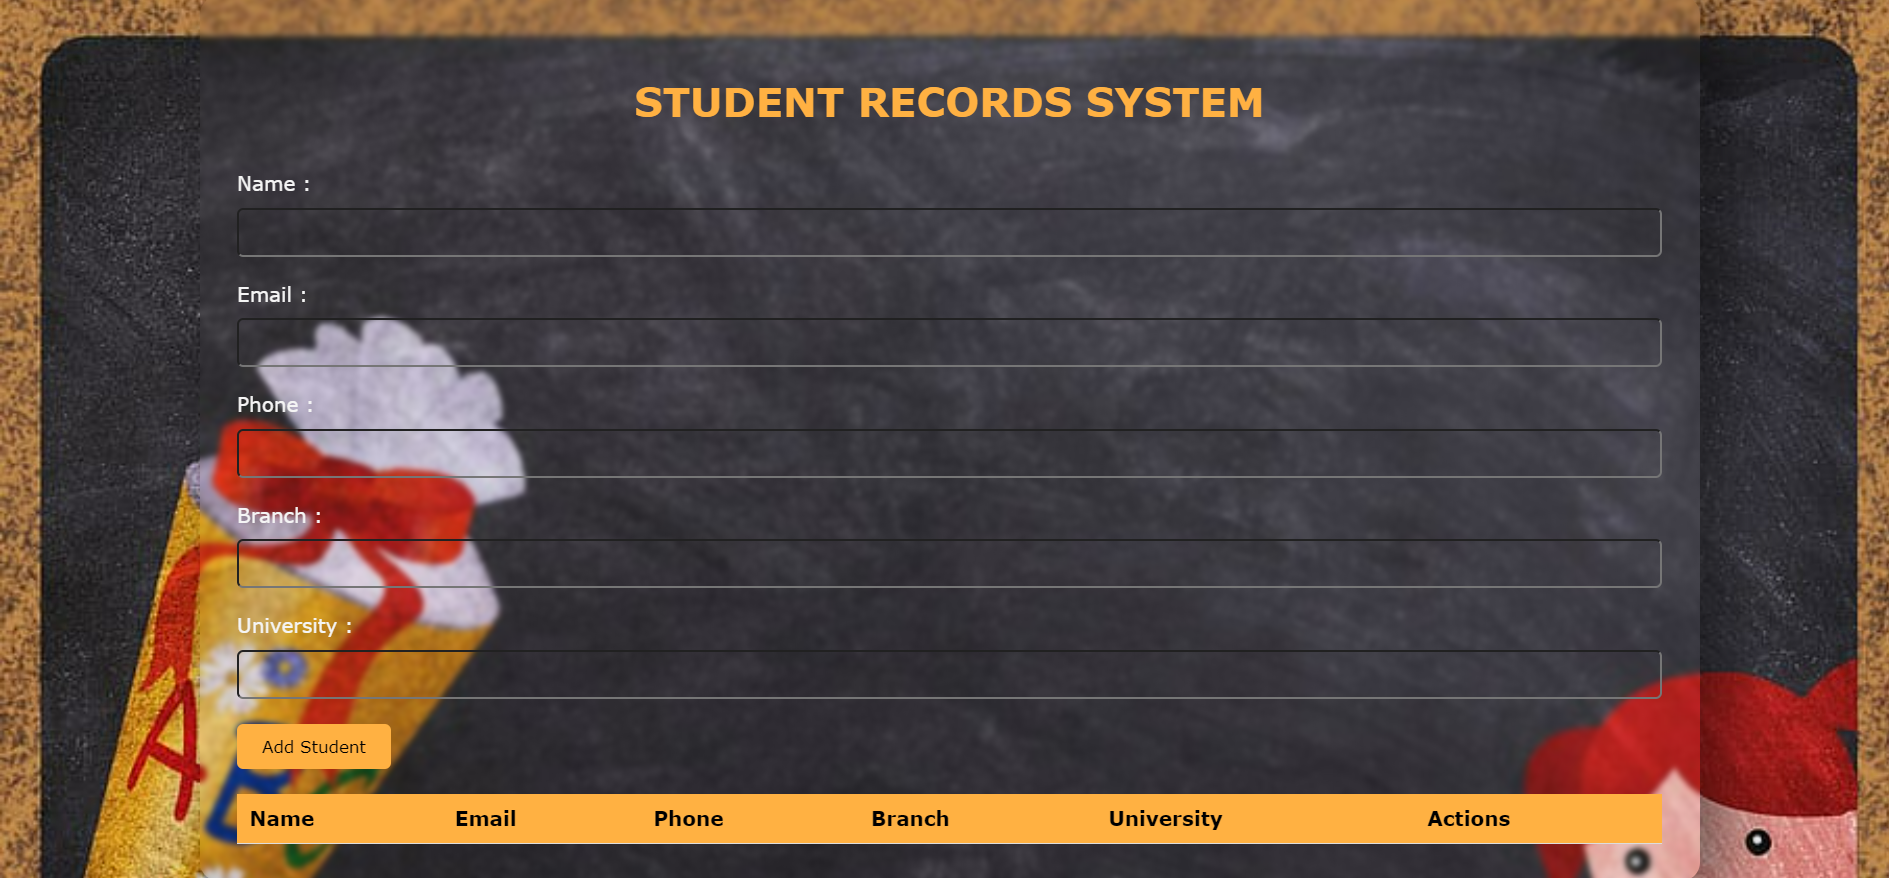 STUDENT RECORDS SYSTEM
Name :
Email :
Phone :
Branch :
University :
Add Student
Name Email Phone Branch University Actions
A
B
C